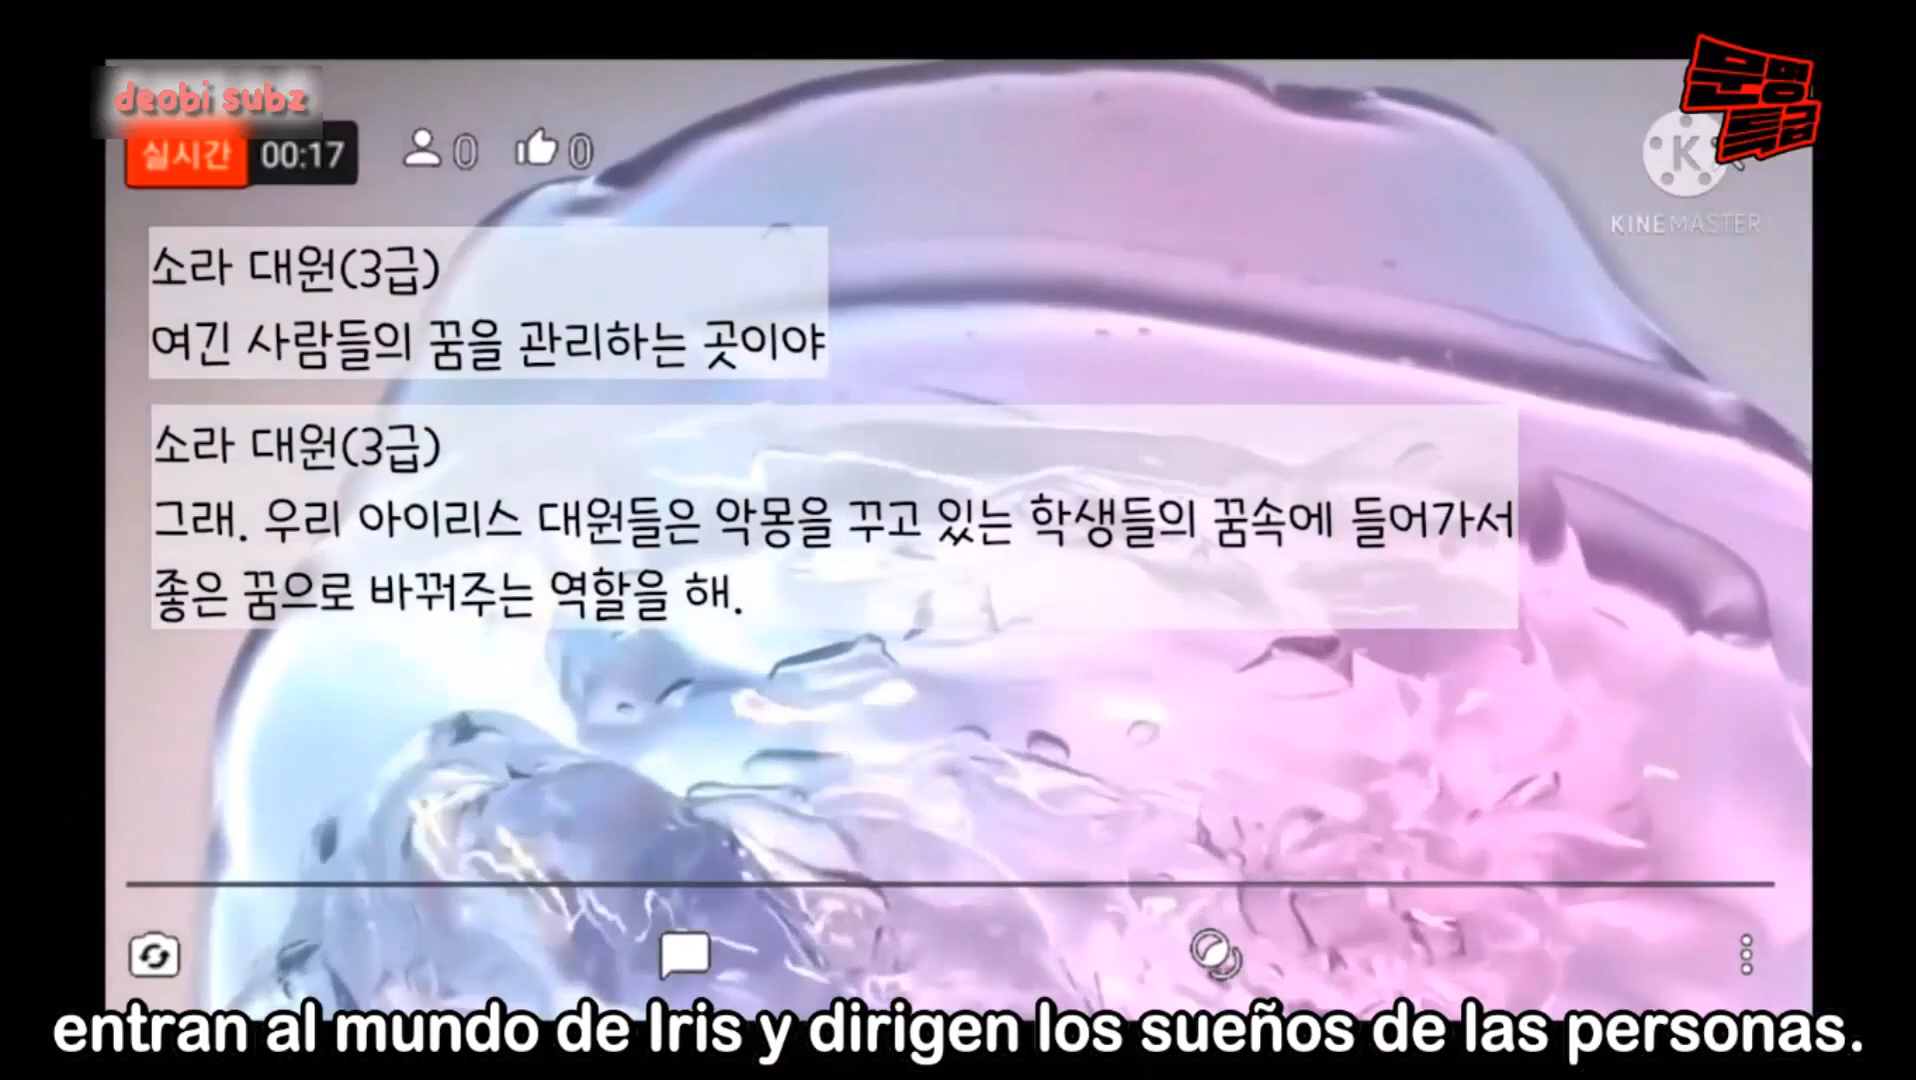 deobi subz
운명
특급
실시간 00:17 0 0
K
KINEMASTER
소라 대원(3급)
여긴 사람들의 꿈을 관리하는 곳이야
소라 대원(3급)
그래. 우리 아이리스 대원들은 악몽을 꾸고 있는 학생들의 꿈속에 들어가서
좋은 꿈으로 바꿔주는 역할을 해.
entran al mundo de Iris y dirigen los sueños de las personas.